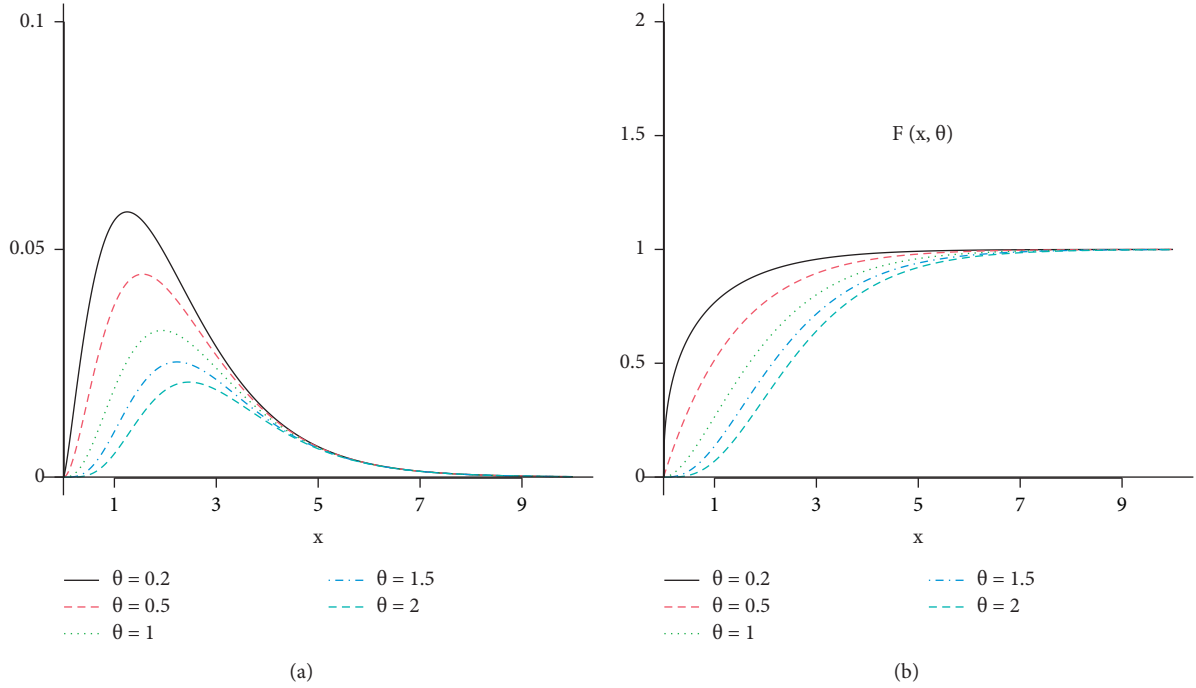 0.1
0.05
0
1 3 5 7 9
x
θ = 0.2
θ = 0.5
θ = 1
θ = 1.5
θ = 2
(a)
2
1.5
1
0.5
0
F (x, θ)
1 3 5 7 9
x
θ = 0.2
θ = 0.5
θ = 1
θ = 1.5
θ = 2
(b)